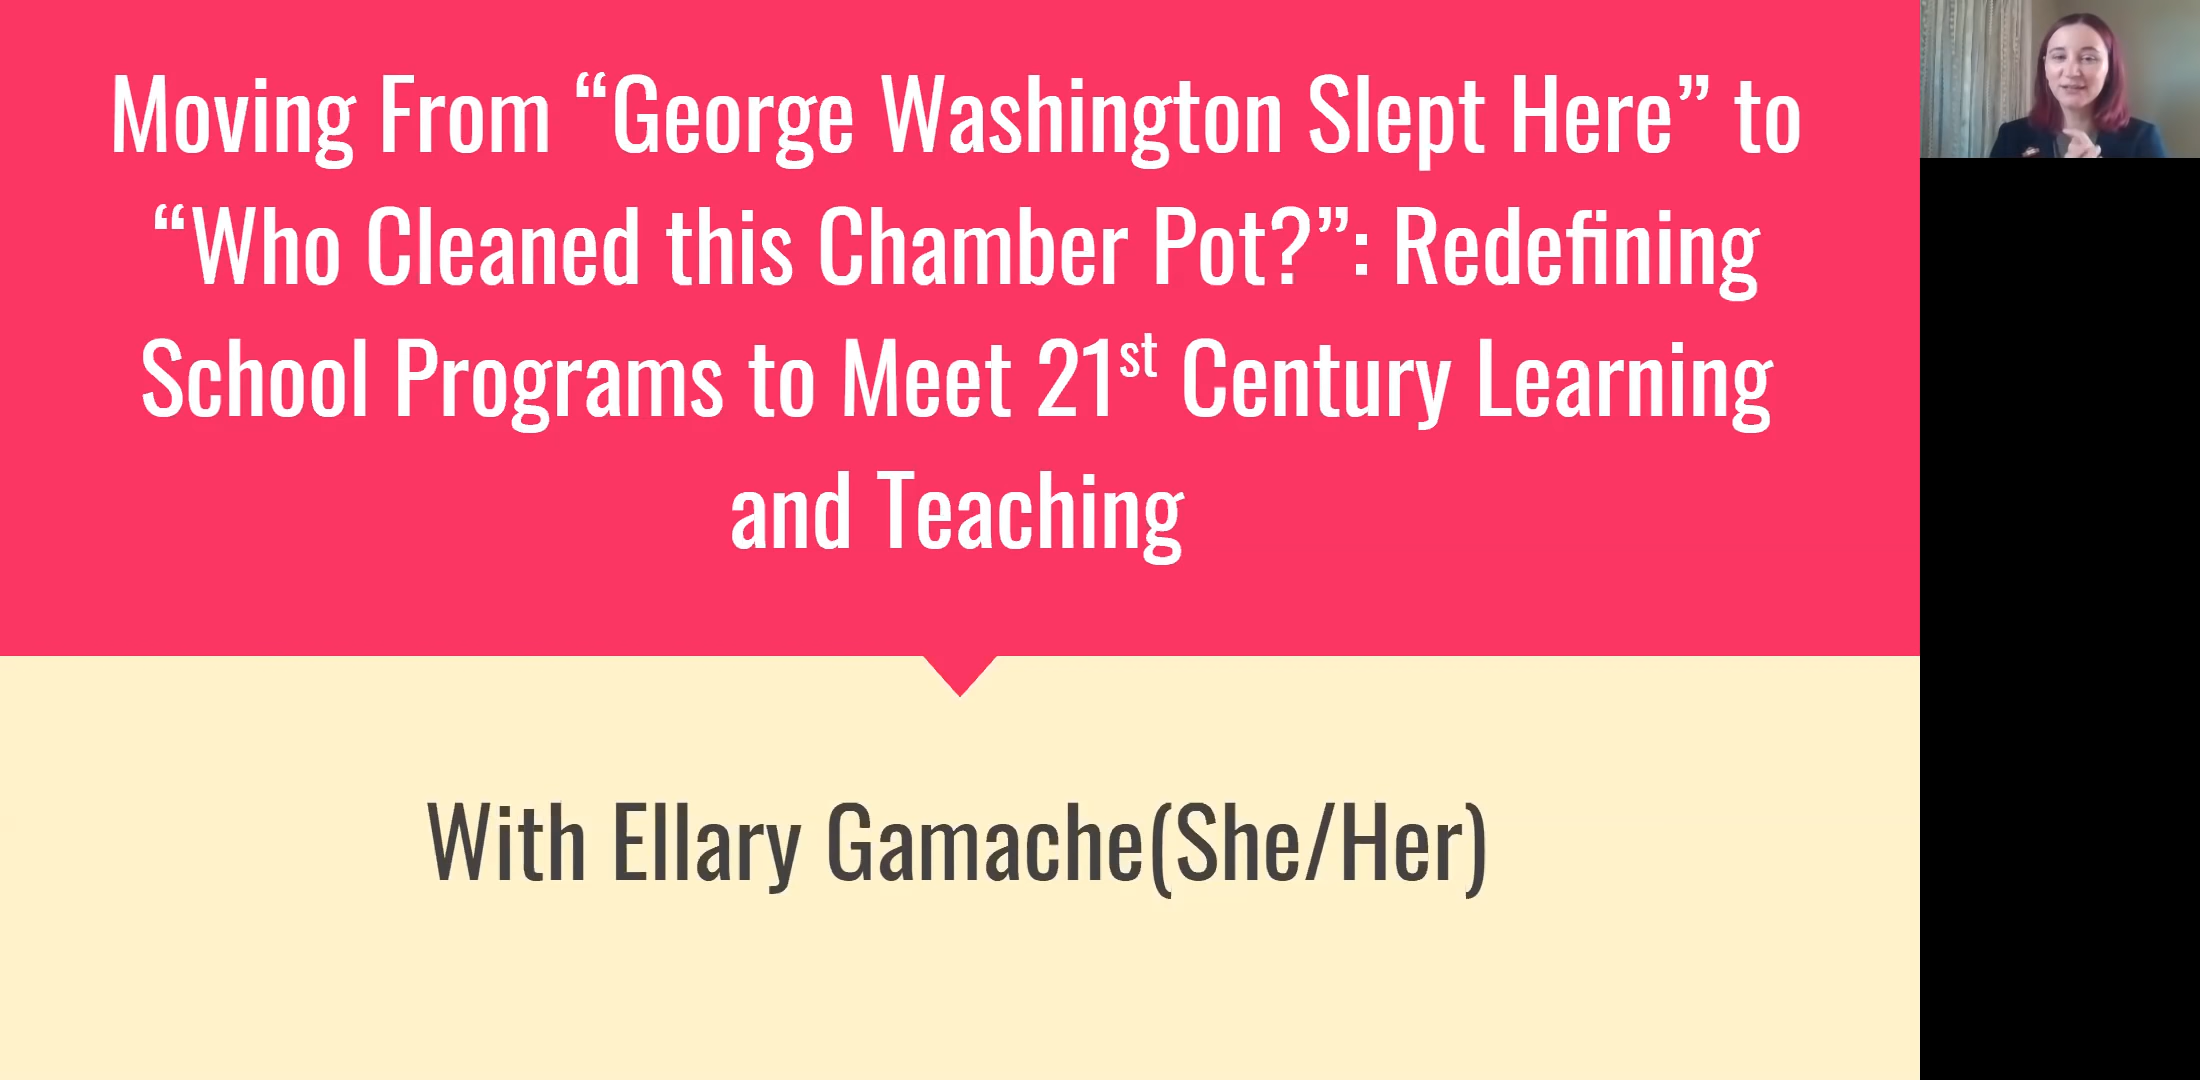 Moving From “George Washington Slept Here” to
“Who Cleaned this Chamber Pot?”: Redefining
School Programs to Meet 21st Century Learning
and Teaching
With Ellary Gamache(She/Her)